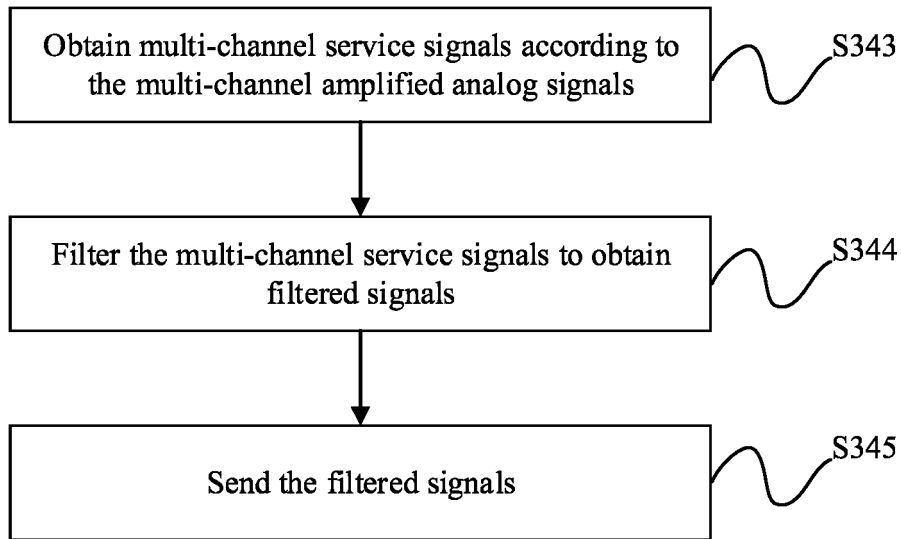 Obtain multi-channel service signals according to
the multi-channel amplified analog signals
S343
Filter the multi-channel service signals to obtain
filtered signals
S344
Send the filtered signals
S345